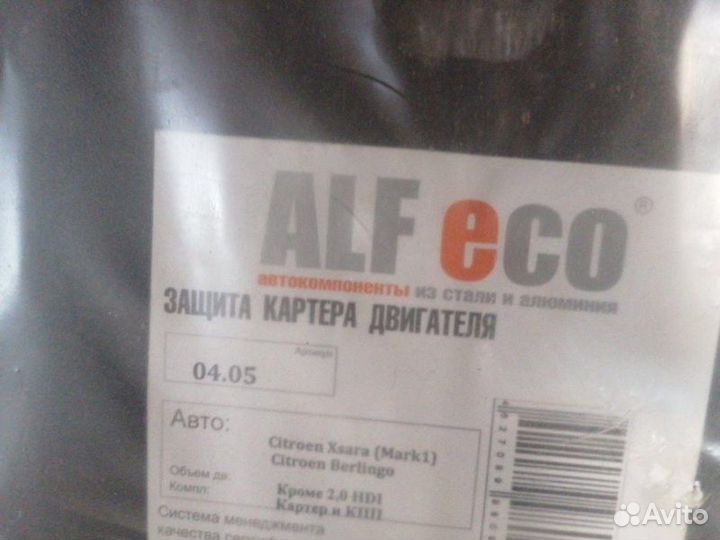 ALF eco®
автокомпоненты из стали и алюминия
ЗАЩИТА КАРТЕРА ДВИГАТЕЛЯ
Артикул
04.05
Авто:
Citroen Xsara (Mark1)
Citroen Berlingo
Объем дв: Кроме 2,0 HDI
Компл: Картер и КПП
Система менеджмента
качества
Avito